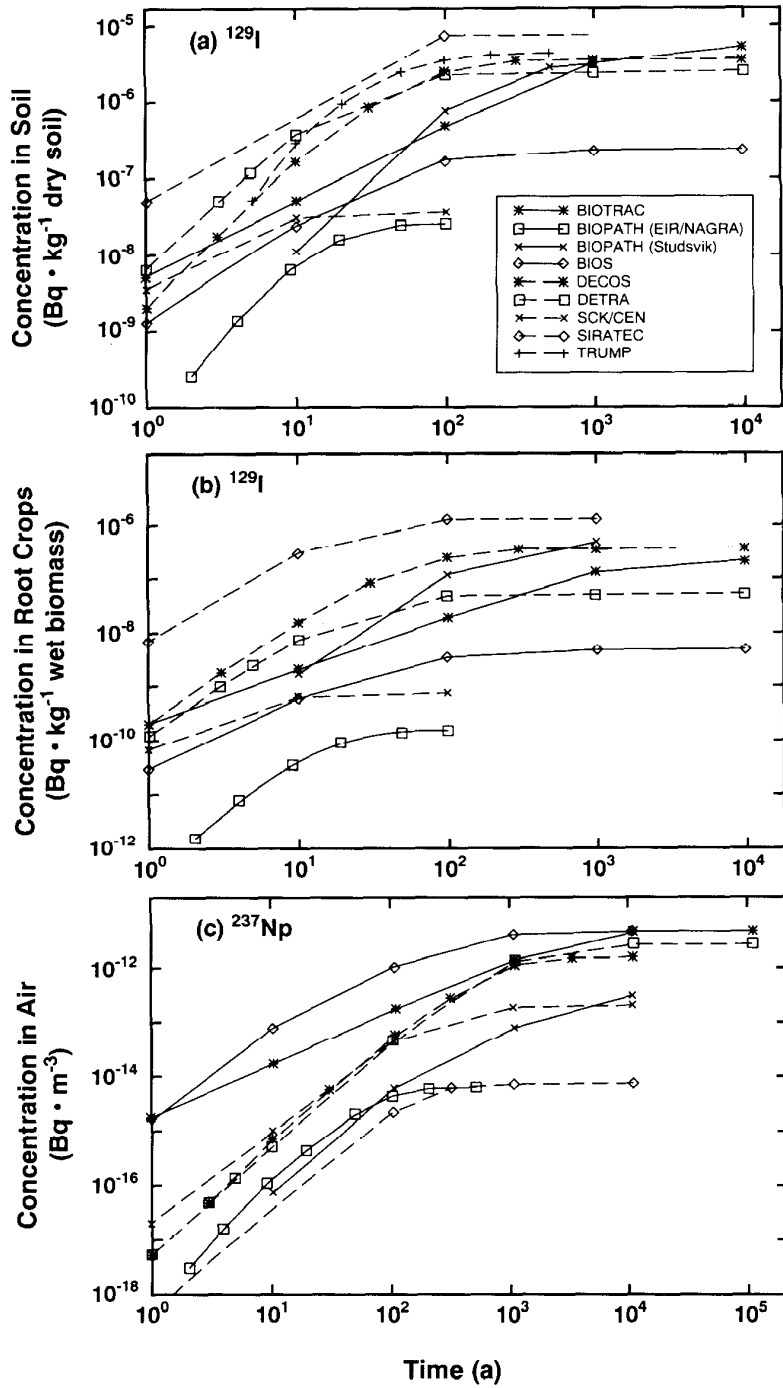 (a) ¹²⁹I
Concentration in Soil
(Bq · kg⁻¹ dry soil)
10⁻⁵
10⁻⁶
10⁻⁷
10⁻⁸
10⁻⁹
10⁻¹⁰
BIOTRAC
BIOPATH (EIR/NAGRA)
BIOPATH (Studsvik)
BIOS
DECOS
DETRA
SCK/CEN
SIRATEC
TRUMP
10⁰ 10¹ 10² 10³ 10⁴
(b) ¹²⁹I
Concentration in Root Crops
(Bq · kg⁻¹ wet biomass)
10⁻⁶
10⁻⁸
10⁻¹⁰
10⁻¹²
10⁰ 10¹ 10² 10³ 10⁴
(c) ²³⁷Np
Concentration in Air
(Bq · m⁻³)
10⁻¹²
10⁻¹⁴
10⁻¹⁶
10⁻¹⁸
10⁰ 10¹ 10² 10³ 10⁴ 10⁵
Time (a)